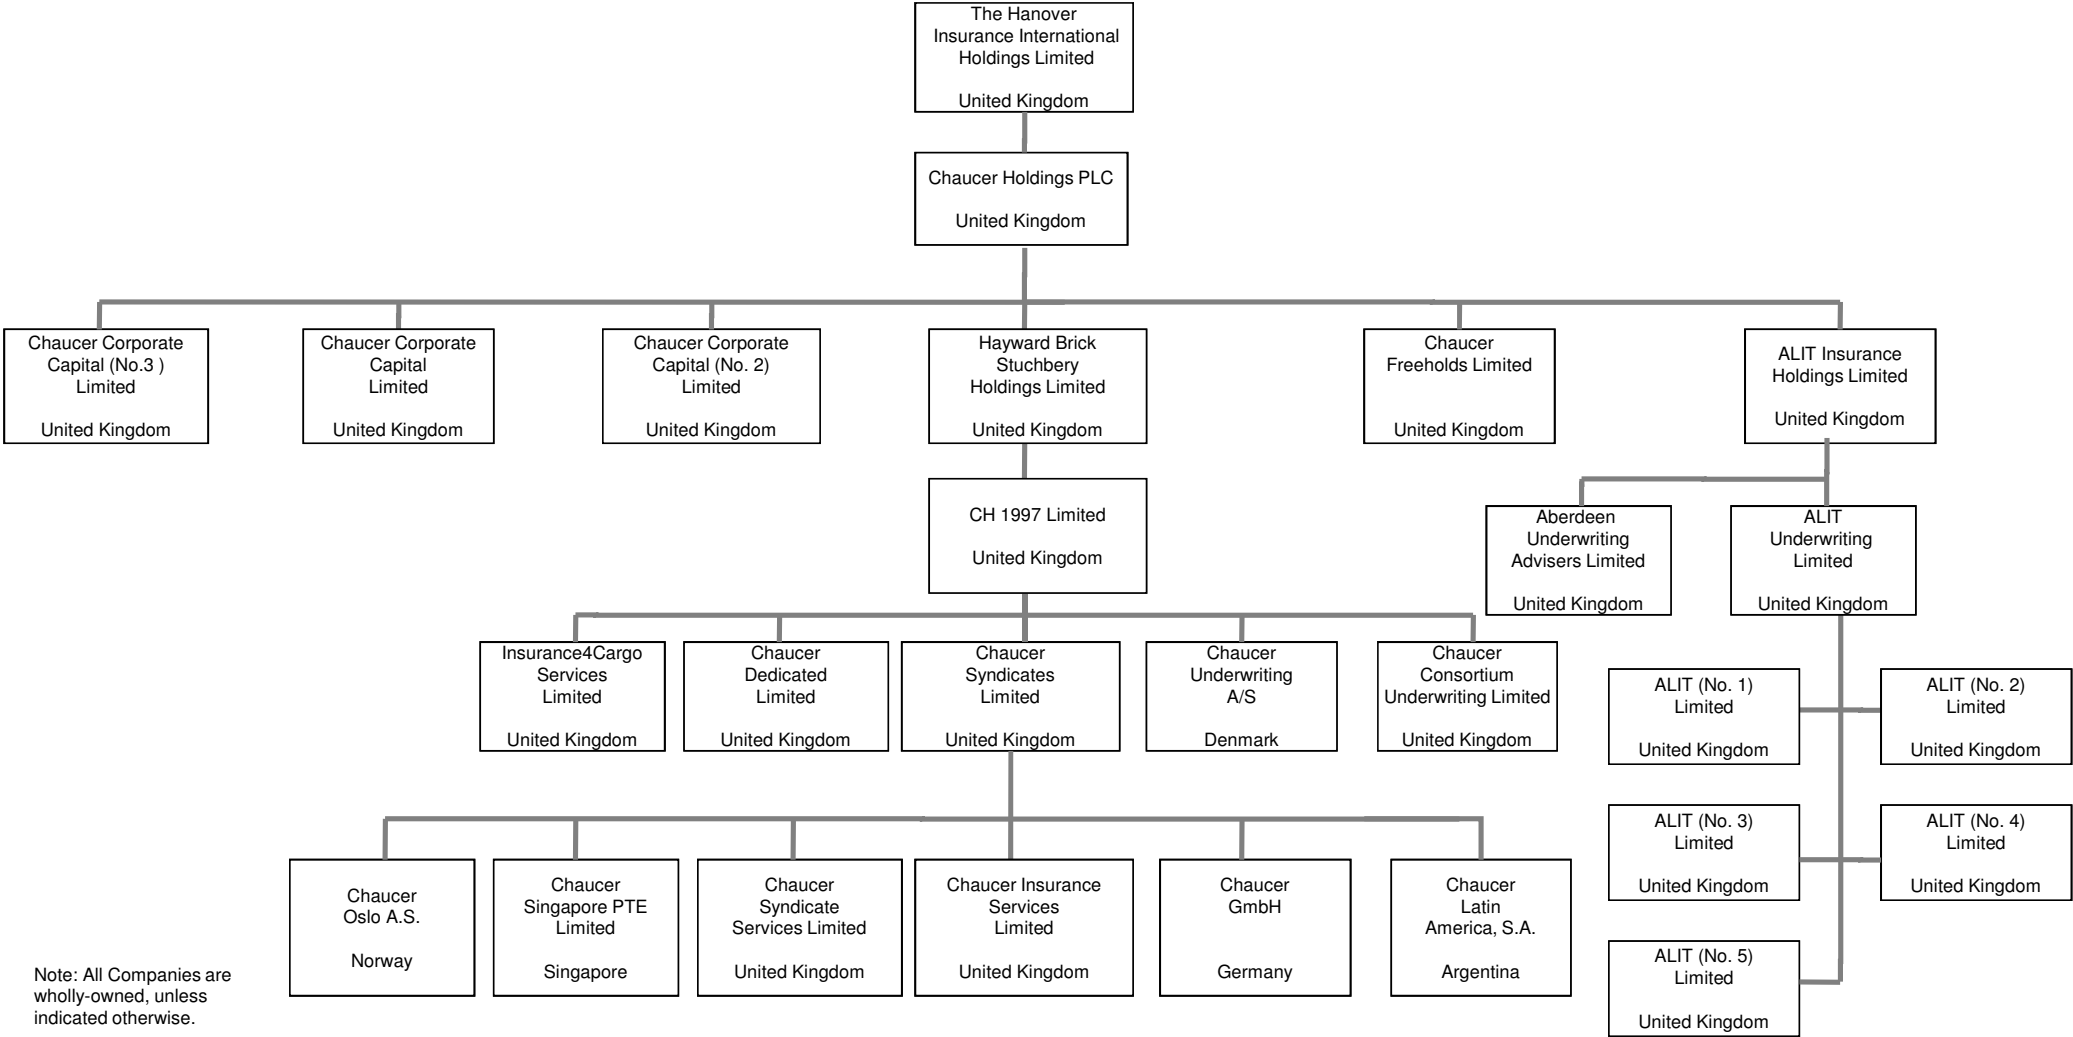 The Hanover
Insurance International
Holdings Limited
United Kingdom
Chaucer Holdings PLC
United Kingdom
Chaucer Corporate
Capital (No.3 )
Limited
United Kingdom
Chaucer Corporate
Capital
Limited
United Kingdom
Chaucer Corporate
Capital (No. 2)
Limited
United Kingdom
Hayward Brick
Stuchbery
Holdings Limited
United Kingdom
Chaucer
Freeholds Limited
United Kingdom
ALIT Insurance
Holdings Limited
United Kingdom
CH 1997 Limited
United Kingdom
Aberdeen
Underwriting
Advisers Limited
United Kingdom
ALIT
Underwriting
Limited
United Kingdom
Insurance4Cargo
Services
Limited
United Kingdom
Chaucer
Dedicated
Limited
United Kingdom
Chaucer
Syndicates
Limited
United Kingdom
Chaucer
Underwriting
A/S
Denmark
Chaucer
Consortium
Underwriting Limited
United Kingdom
ALIT (No. 1)
Limited
United Kingdom
ALIT (No. 2)
Limited
United Kingdom
ALIT (No. 3)
Limited
United Kingdom
ALIT (No. 4)
Limited
United Kingdom
Chaucer
Oslo A.S.
Norway
Chaucer
Singapore PTE
Limited
Singapore
Chaucer
Syndicate
Services Limited
United Kingdom
Chaucer Insurance
Services
Limited
United Kingdom
Chaucer
GmbH
Germany
Chaucer
Latin
America, S.A.
Argentina
ALIT (No. 5)
Limited
United Kingdom
Note: All Companies are
wholly-owned, unless
indicated otherwise.